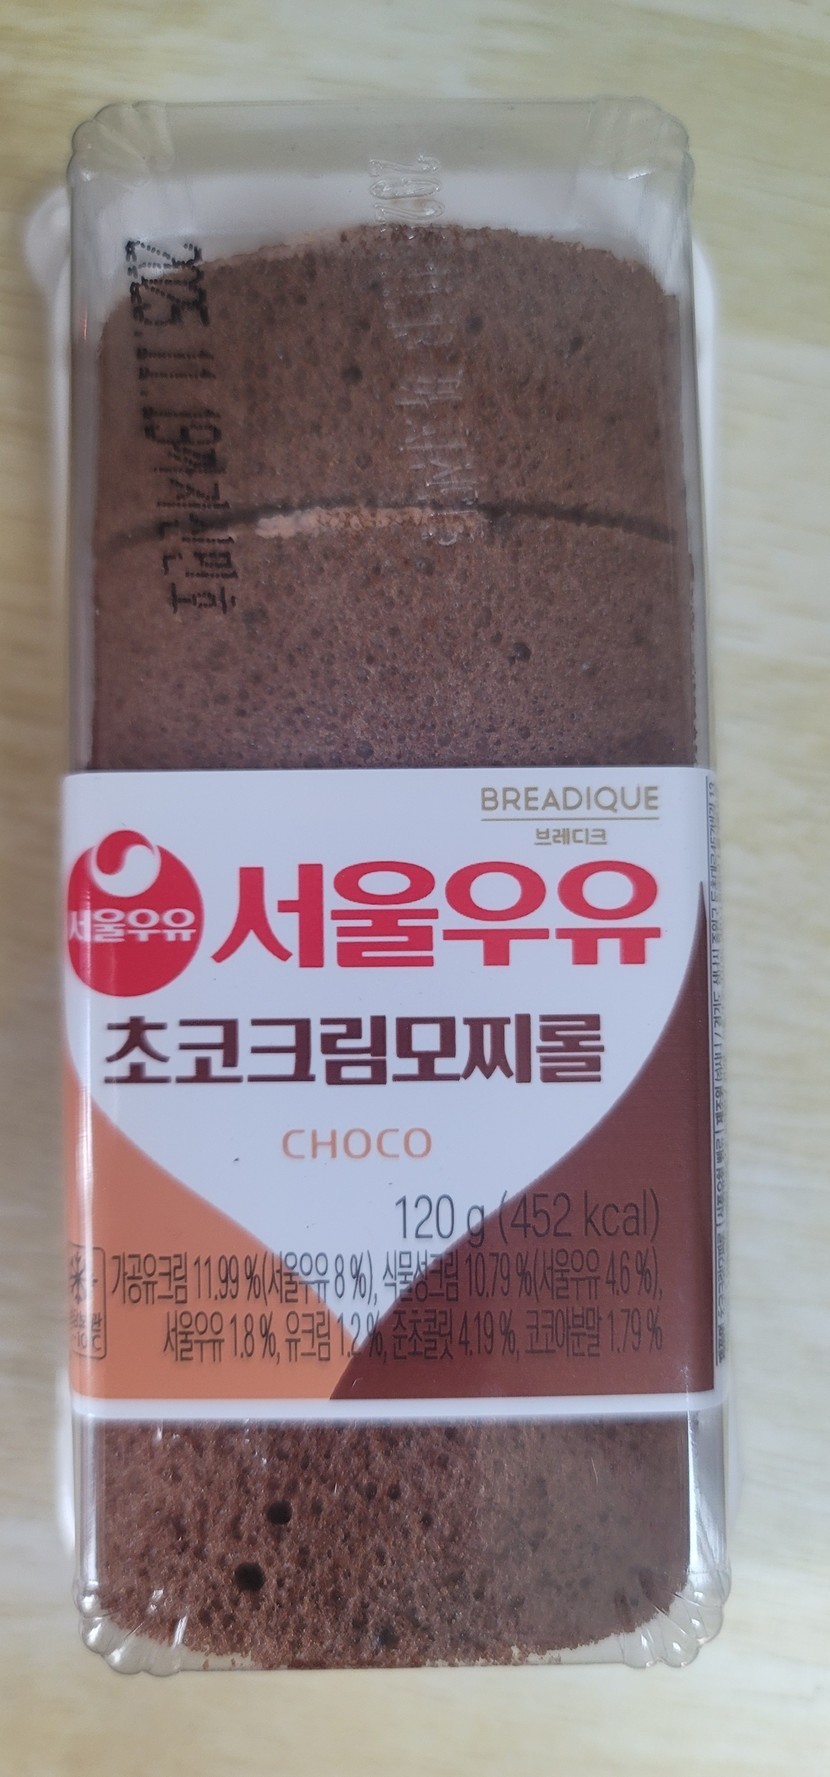 2025.11.19까지
BREADIQUE
브레디크
서울우유
서울우유
초코크림모찌롤
CHOCO
120 g (452 kcal)
가공유크림 11.99 %(서울우유 8 %), 식물성크림 10.79 %(서울우유 4.6 %),
서울우유 1.8 %, 유크림 1.2 %, 준초콜릿 4.19 %, 코코아분말 1.79 %